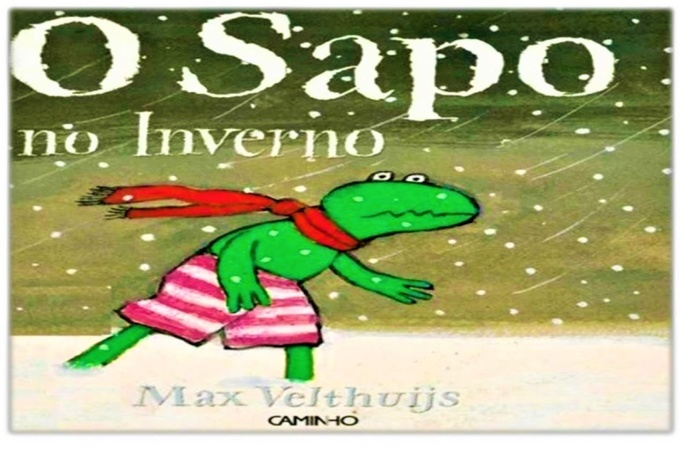 O Sapo
no Inverno
Max Velthuijs
CAMINHO